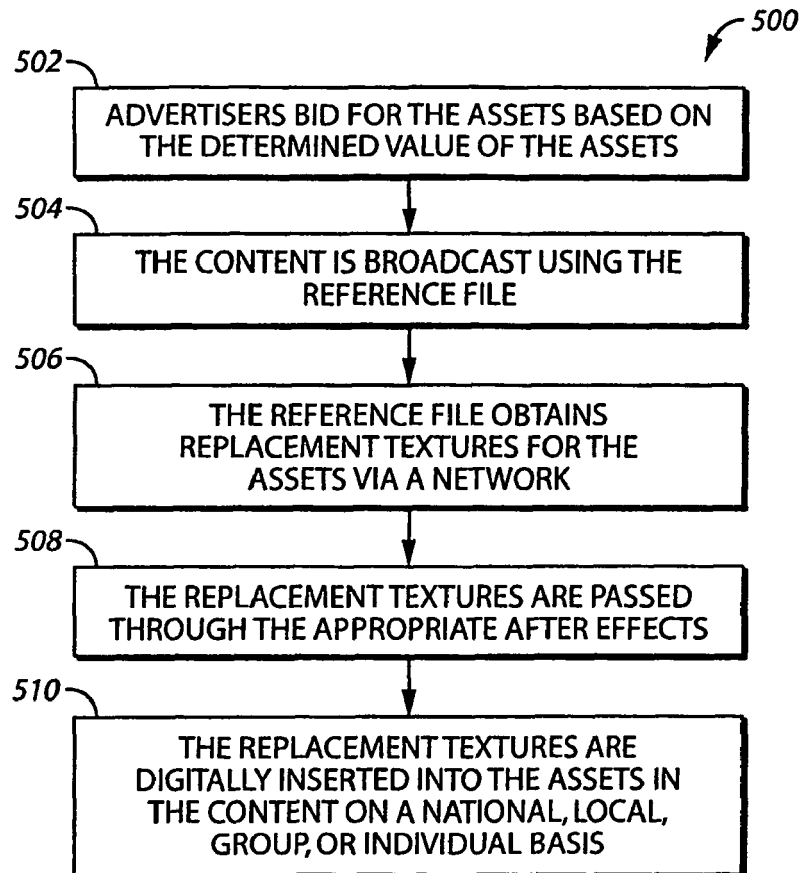 500
502
ADVERTISERS BID FOR THE ASSETS BASED ON
THE DETERMINED VALUE OF THE ASSETS
504
THE CONTENT IS BROADCAST USING THE
REFERENCE FILE
506
THE REFERENCE FILE OBTAINS
REPLACEMENT TEXTURES FOR THE
ASSETS VIA A NETWORK
508
THE REPLACEMENT TEXTURES ARE PASSED
THROUGH THE APPROPRIATE AFTER EFFECTS
510
THE REPLACEMENT TEXTURES ARE
DIGITALLY INSERTED INTO THE ASSETS IN
THE CONTENT ON A NATIONAL, LOCAL,
GROUP, OR INDIVIDUAL BASIS